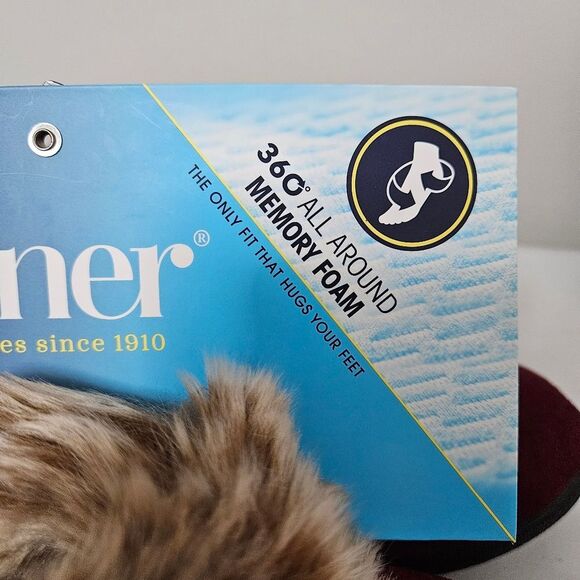 ner®
es since 1910
360° ALL AROUND
MEMORY FOAM
THE ONLY FIT THAT HUGS YOUR FEET